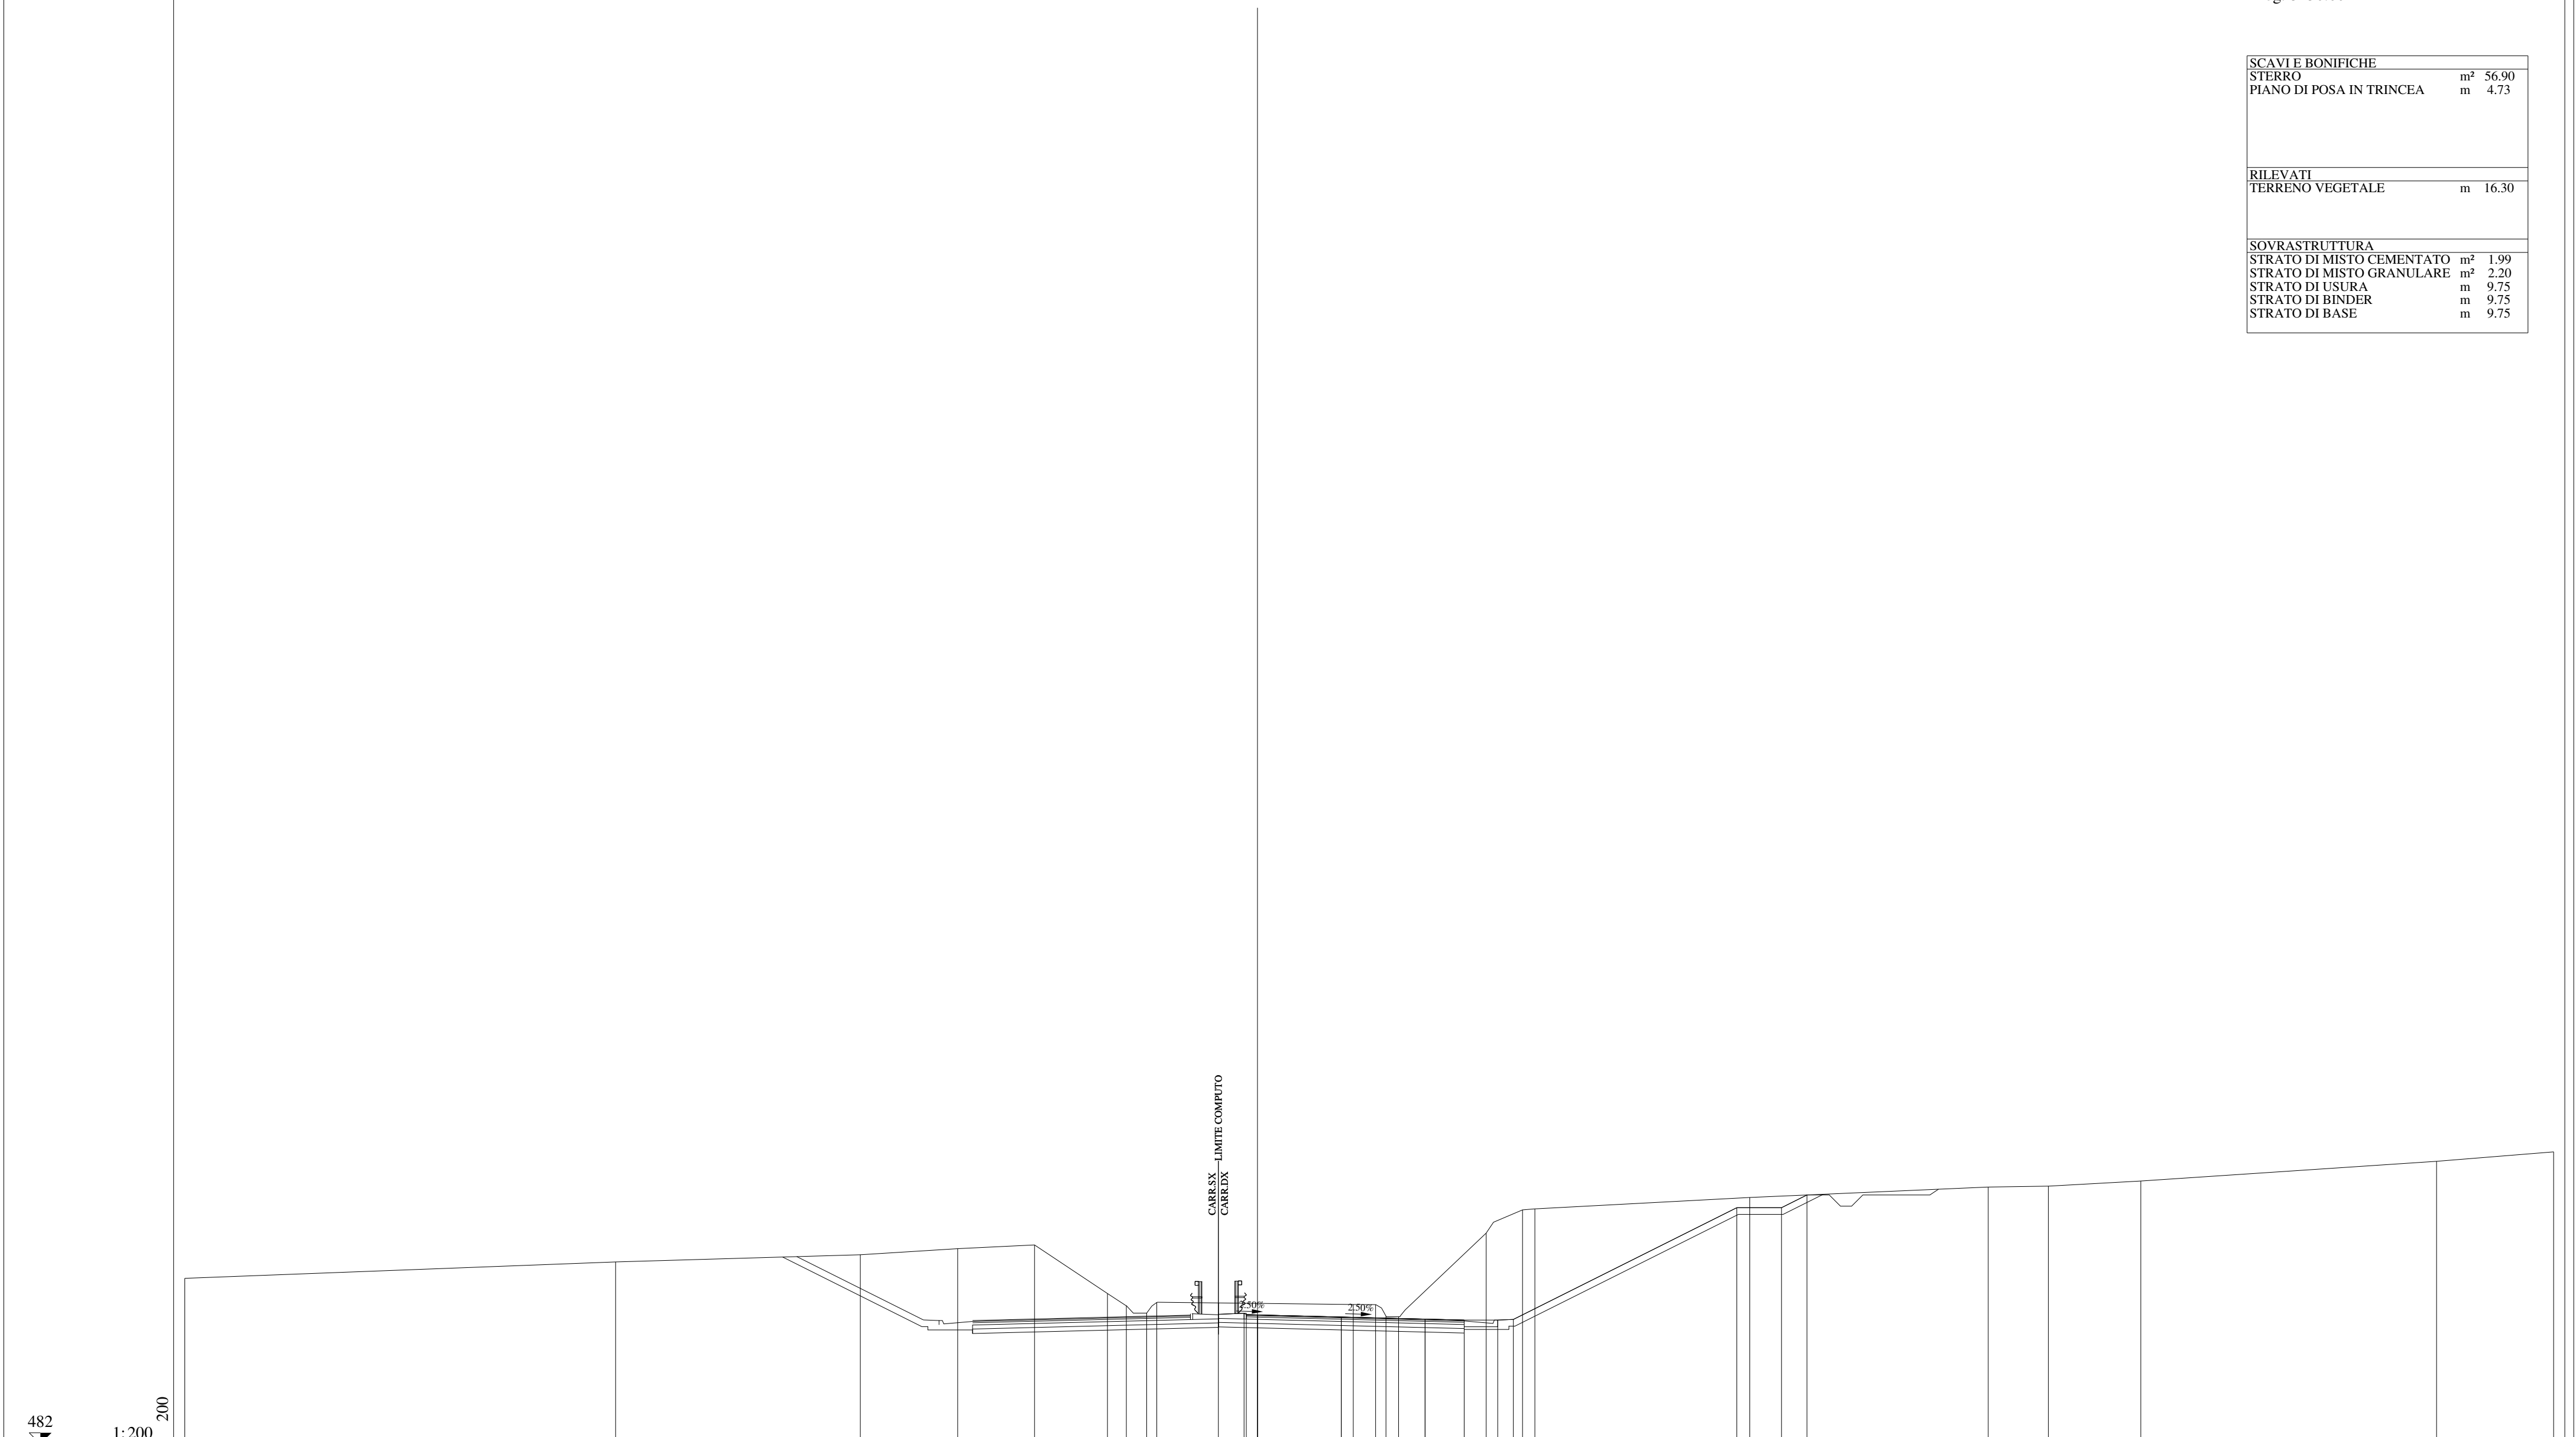 SCAVI E BONIFICHE
STERRO m² 56.90
PIANO DI POSA IN TRINCEA m 4.73
RILEVATI
TERRENO VEGETALE m 16.30
SOVRASTRUTTURA
STRATO DI MISTO CEMENTATO m² 1.99
STRATO DI MISTO GRANULARE m² 2.20
STRATO DI USURA m 9.75
STRATO DI BINDER m 9.75
STRATO DI BASE m 9.75
LIMITE COMPUTO
CARR.SX
CARR.DX
2.50%
2.50%
200
482
1:200